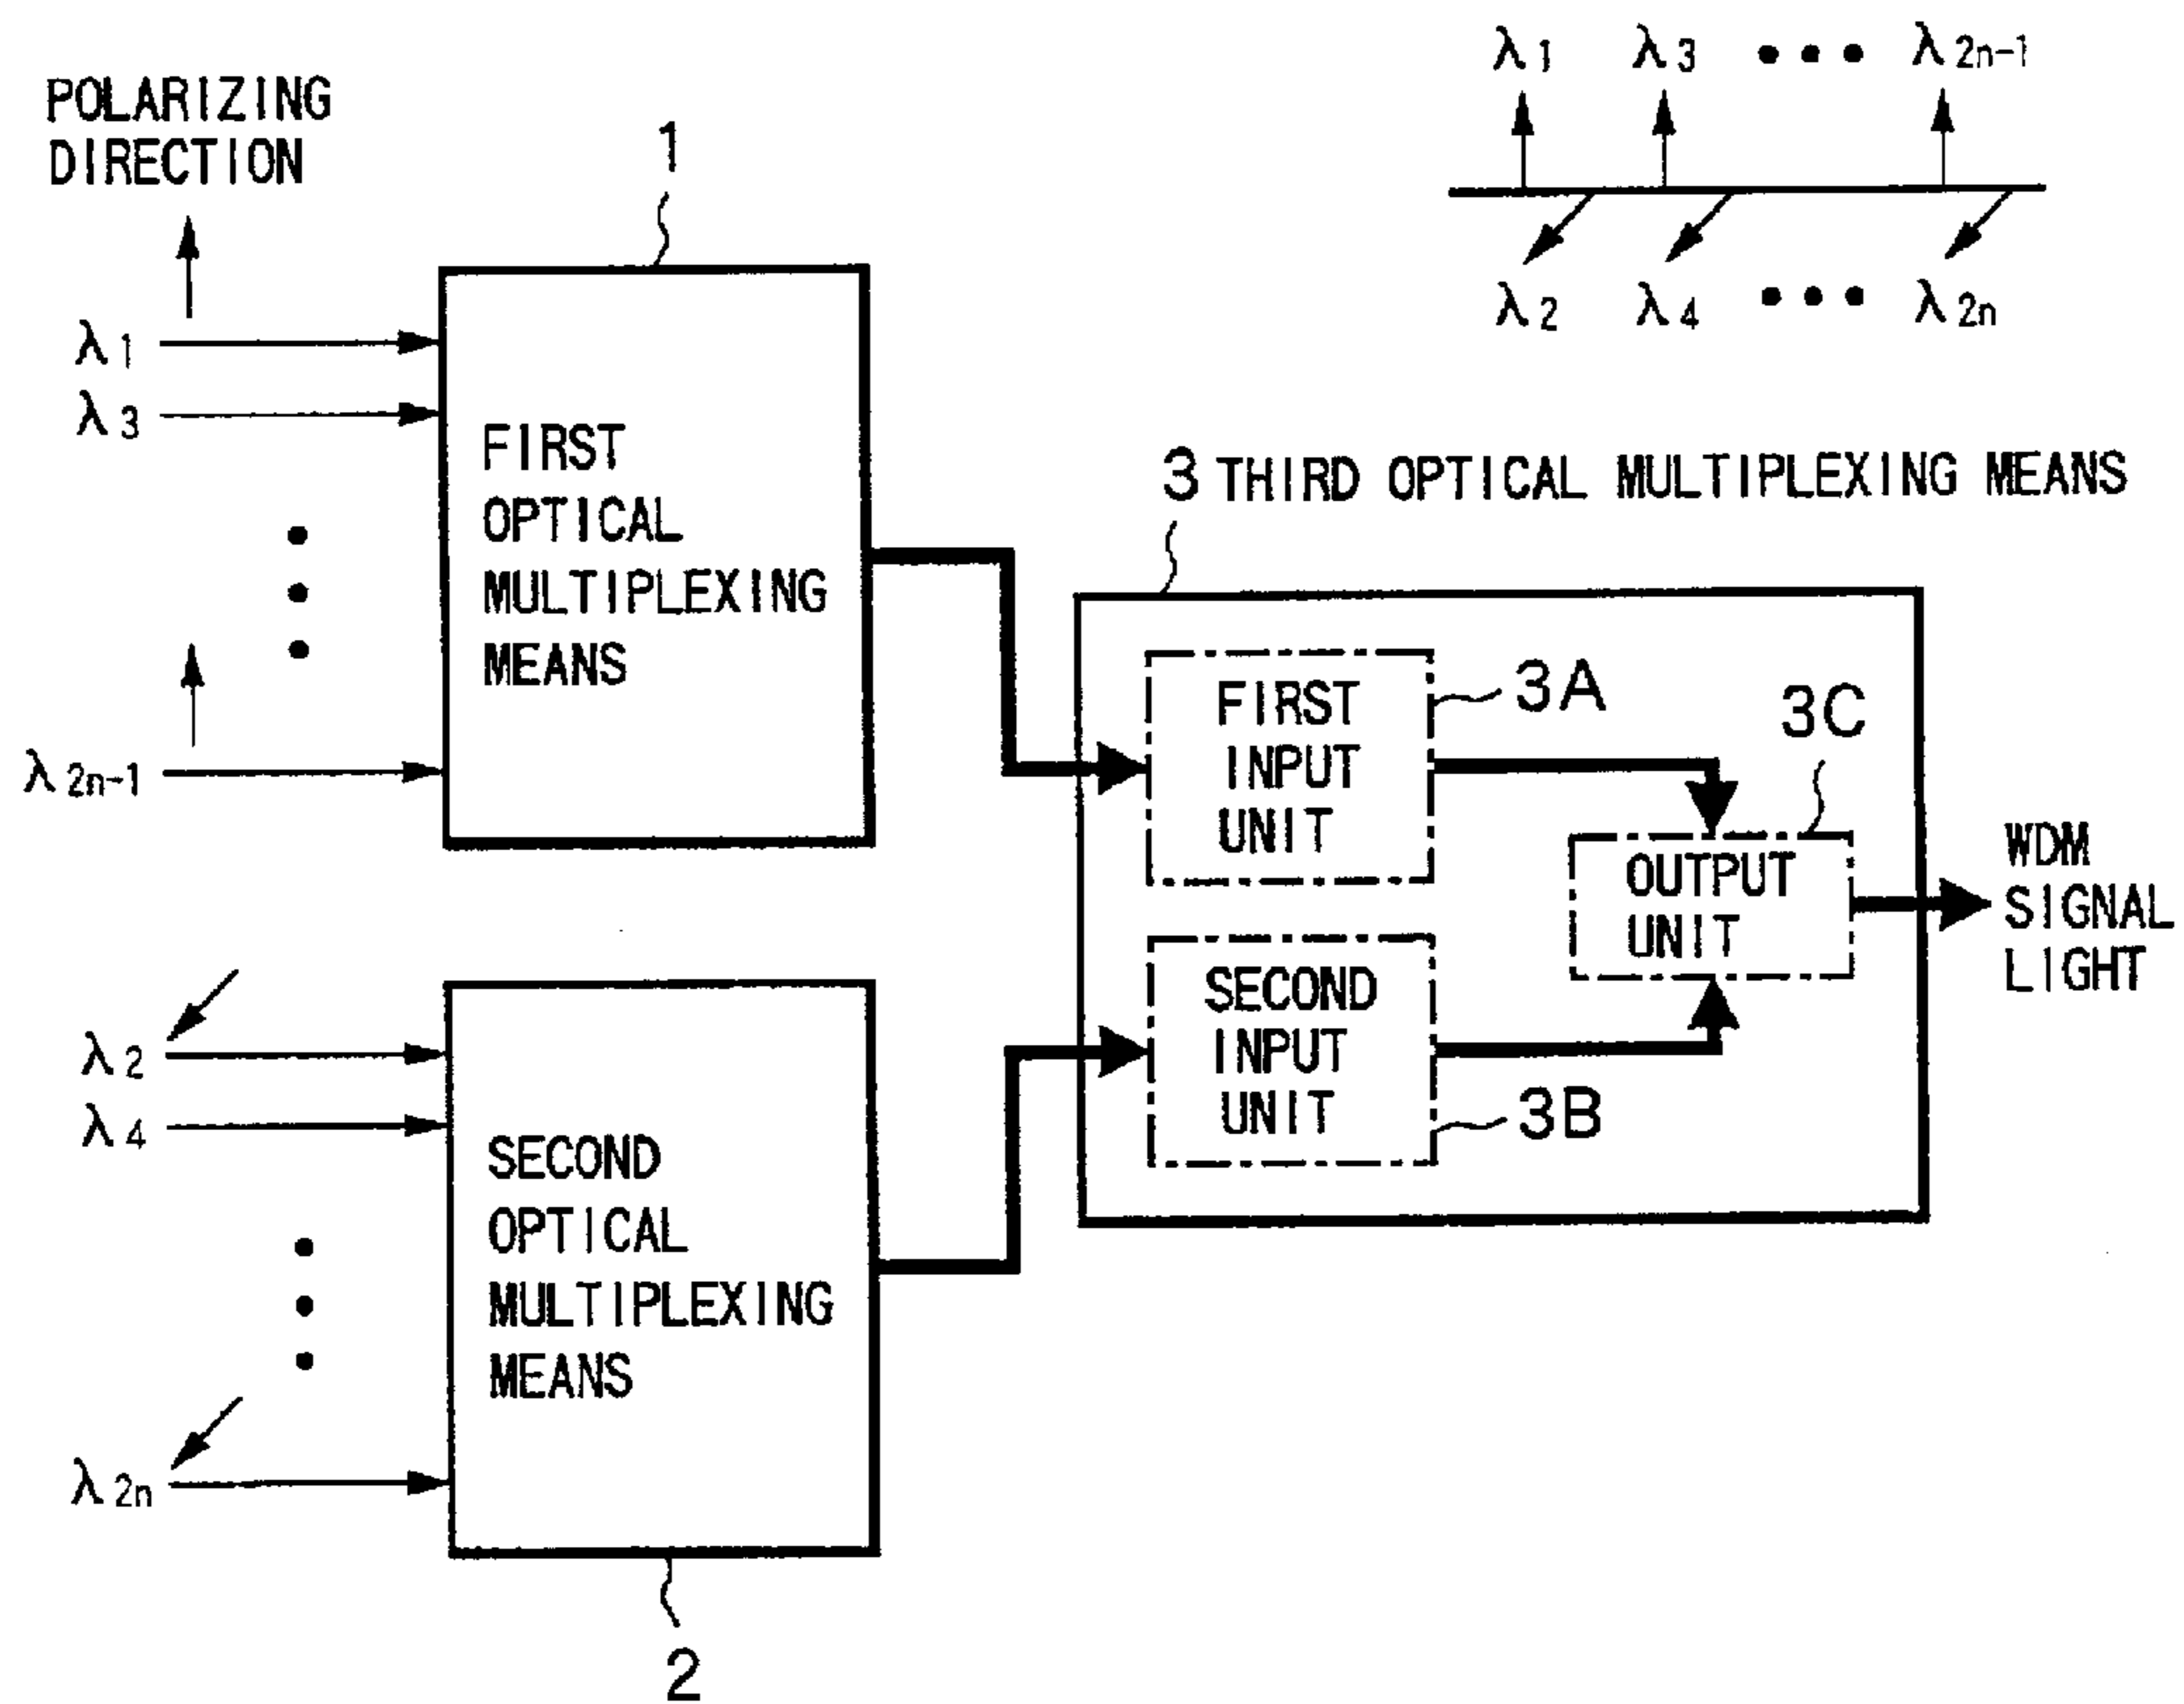 POLARIZING
DIRECTION
λ1
λ3
λ2n-1
1
FIRST
OPTICAL
MULTIPLEXING
MEANS
λ1 λ3 ••• λ2n-1
λ2 λ4 ••• λ2n
3 THIRD OPTICAL MULTIPLEXING MEANS
FIRST
INPUT
UNIT
3A
3C
OUTPUT
UNIT
WDM
SIGNAL
LIGHT
SECOND
INPUT
UNIT
3B
λ2
λ4
λ2n
SECOND
OPTICAL
MULTIPLEXING
MEANS
2